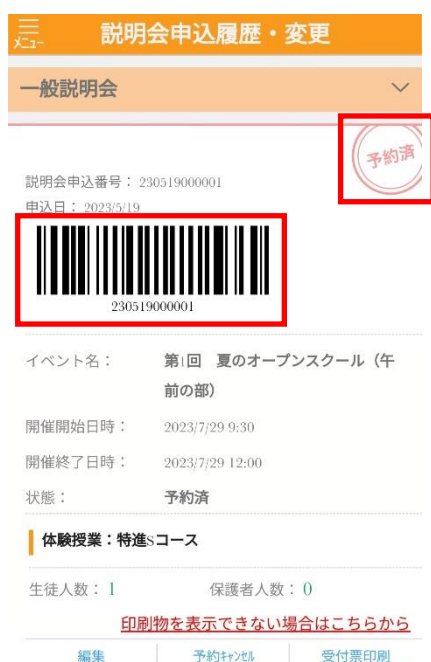 メニュー
説明会申込履歴・変更
一般説明会
予約済
説明会申込番号： 230519000001
申込日： 2023/5/19
230519000001
イベント名： 第1回 夏のオープンスクール（午
前の部）
開催開始日時： 2023/7/29 9:30
開催終了日時： 2023/7/29 12:00
状態： 予約済
体験授業：特進Sコース
生徒人数： 1 保護者人数： 0
印刷物を表示できない場合はこちらから
編集 予約ｷｬﾝｾﾙ 受付票印刷